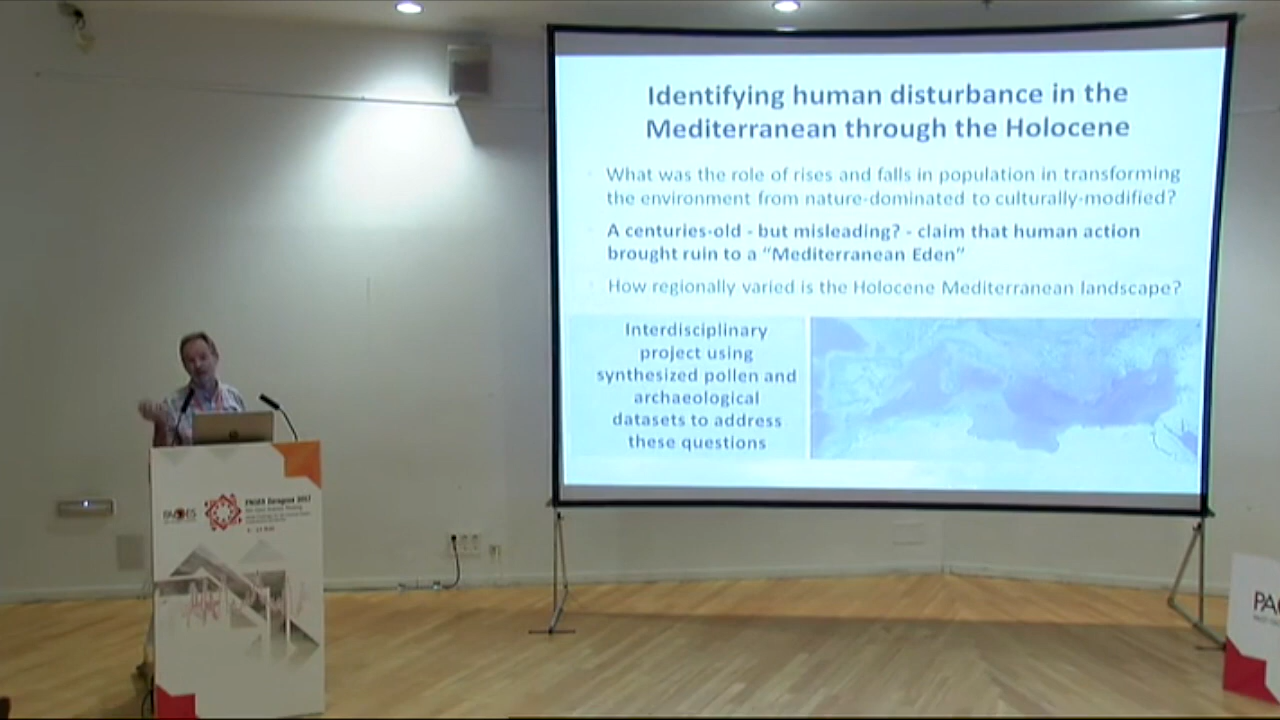 Identifying human disturbance in the
Mediterranean through the Holocene
What was the role of rises and falls in population in transforming
the environment from nature-dominated to culturally-modified?
A centuries-old - but misleading? - claim that human action
brought ruin to a “Mediterranean Eden”
How regionally varied is the Holocene Mediterranean landscape?
Interdisciplinary
project using
synthesized pollen and
archaeological
datasets to address
these questions
PAGES
PAGES Zaragoza 2017
PA